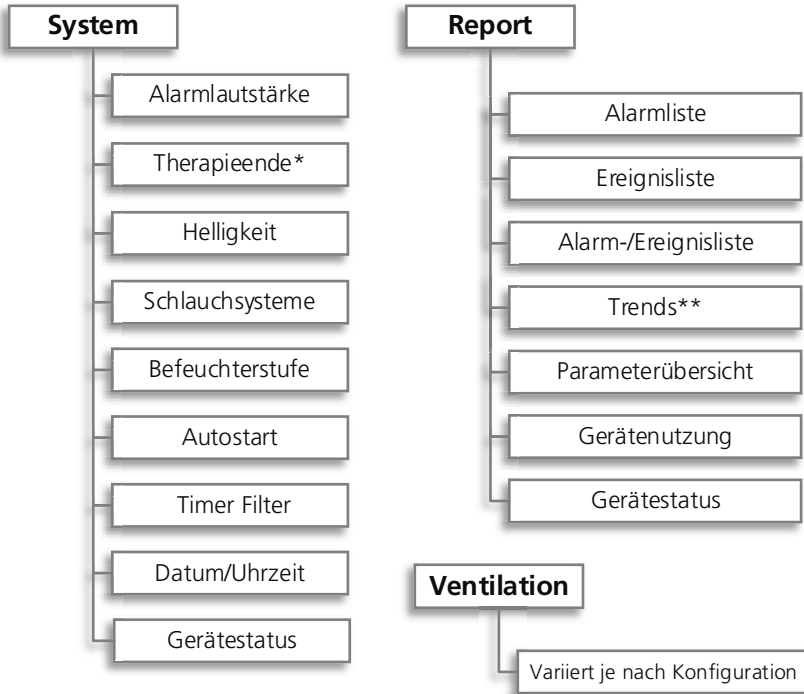 System
Alarmlautstärke
Therapieende*
Helligkeit
Schlauchsysteme
Befeuchterstufe
Autostart
Timer Filter
Datum/Uhrzeit
Gerätestatus
Report
Alarmliste
Ereignisliste
Alarm-/Ereignisliste
Trends**
Parameterübersicht
Gerätenutzung
Gerätestatus
Ventilation
Variiert je nach Konfiguration